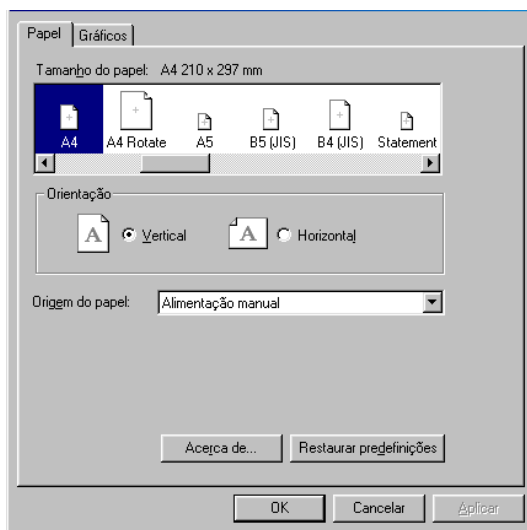 Papel Gráficos
Tamanho do papel: A4 210 x 297 mm
A4 A4 Rotate A5 B5 (JIS) B4 (JIS) Statement
Orientação
A Vertical A Horizontal
Origem do papel: Alimentação manual
Acerca de... Restaurar predefinições
OK Cancelar Aplicar